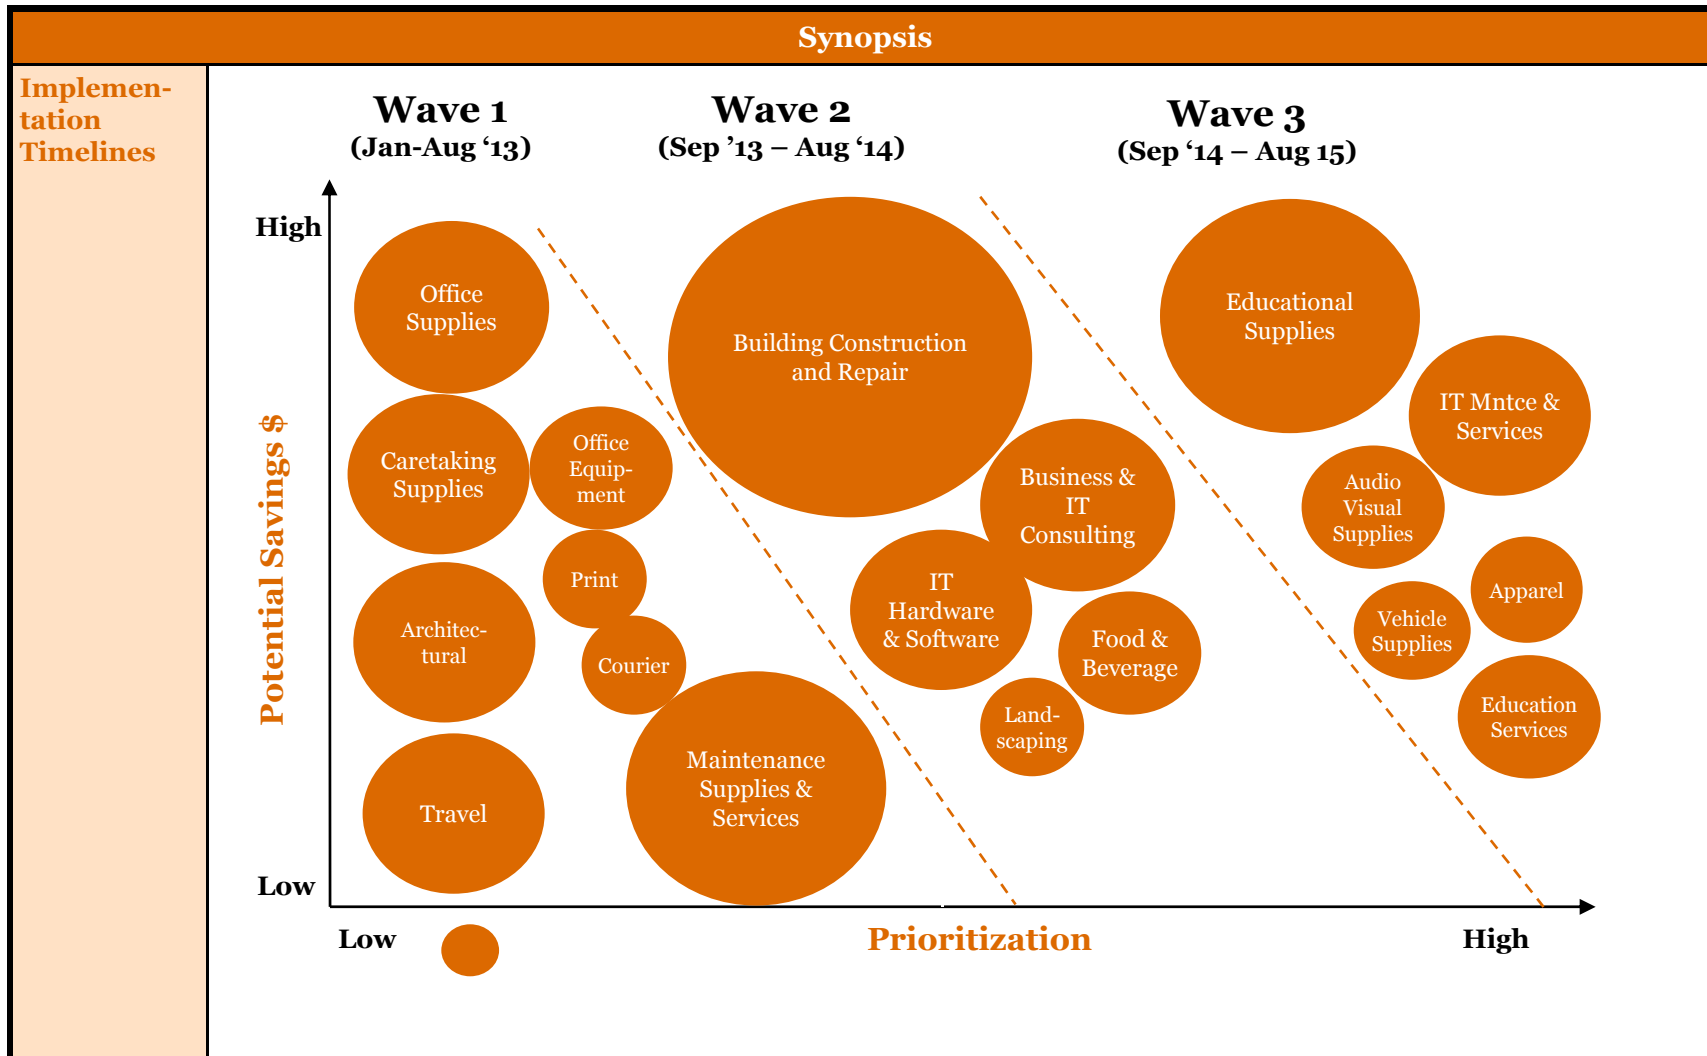 Synopsis
Implemen-
tation
Timelines
Wave 1
(Jan-Aug ‘13)
Wave 2
(Sep ’13 – Aug ‘14)
Wave 3
(Sep ‘14 – Aug 15)
High
Potential Savings $
Low
Office
Supplies
Caretaking
Supplies
Office
Equip-
ment
Print
Architec-
tural
Courier
Travel
Maintenance
Supplies &
Services
Building Construction
and Repair
Business &
IT
Consulting
IT
Hardware
& Software
Food &
Beverage
Land-
scaping
Educational
Supplies
IT Mntce &
Services
Audio
Visual
Supplies
Apparel
Vehicle
Supplies
Education
Services
Low
Prioritization
High